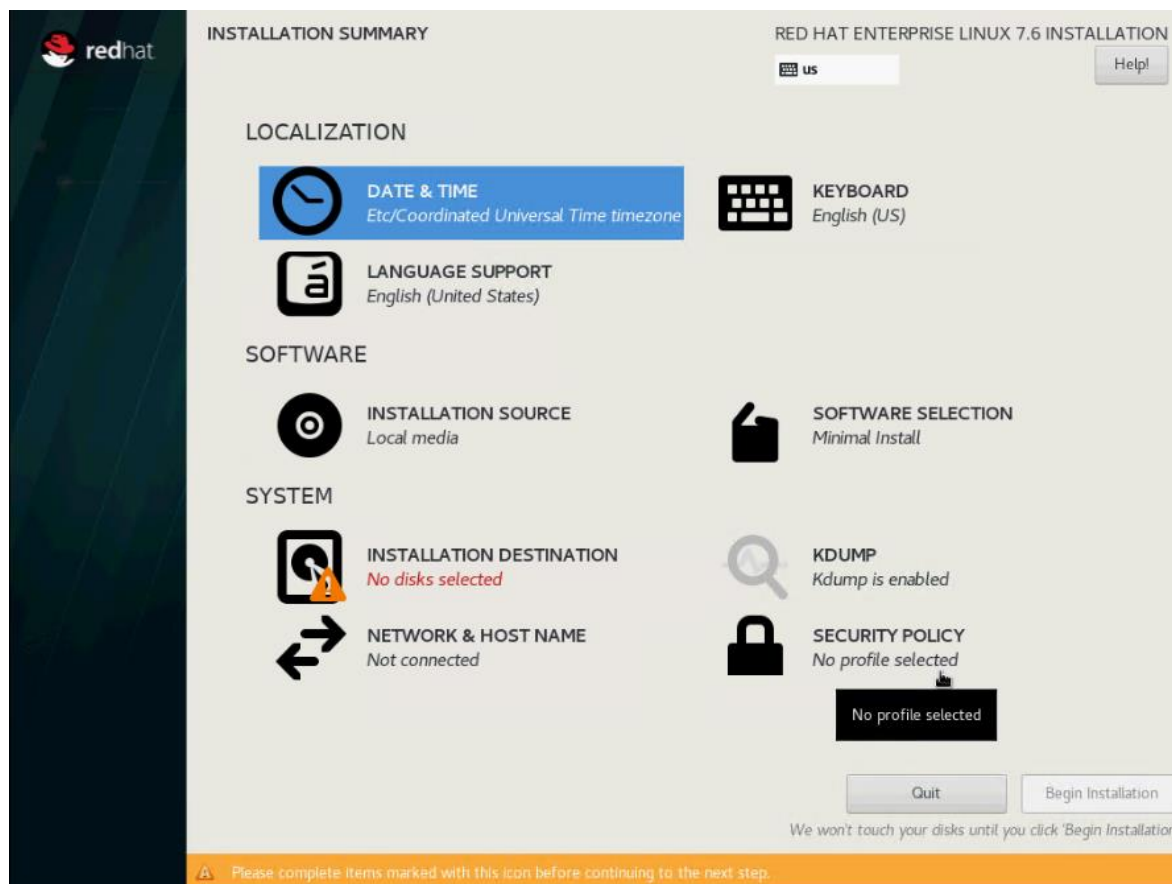 redhat
INSTALLATION SUMMARY
RED HAT ENTERPRISE LINUX 7.6 INSTALLATION
us
Help!
LOCALIZATION
DATE & TIME
Etc/Coordinated Universal Time timezone
KEYBOARD
English (US)
á
LANGUAGE SUPPORT
English (United States)
SOFTWARE
INSTALLATION SOURCE
Local media
SOFTWARE SELECTION
Minimal Install
SYSTEM
INSTALLATION DESTINATION
No disks selected
KDUMP
Kdump is enabled
NETWORK & HOST NAME
Not connected
SECURITY POLICY
No profile selected
No profile selected
Quit
Begin Installation
We won't touch your disks until you click 'Begin Installation
Please complete items marked with this icon before continuing to the next step.